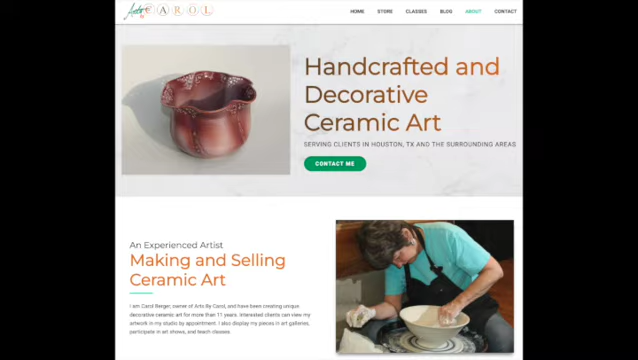 Arts by CAROL
HOME STORE CLASSES BLOG ABOUT CONTACT
Handcrafted and
Decorative
Ceramic Art
SERVING CLIENTS IN HOUSTON, TX AND THE SURROUNDING AREAS
CONTACT ME
An Experienced Artist
Making and Selling
Ceramic Art
I am Carol Berger, owner of Arts By Carol, and have been creating unique
decorative ceramic art for more than 11 years. Interested clients can view my
artwork in my studio by appointment. I also display my pieces in art galleries,
participate in art shows, and teach classes.